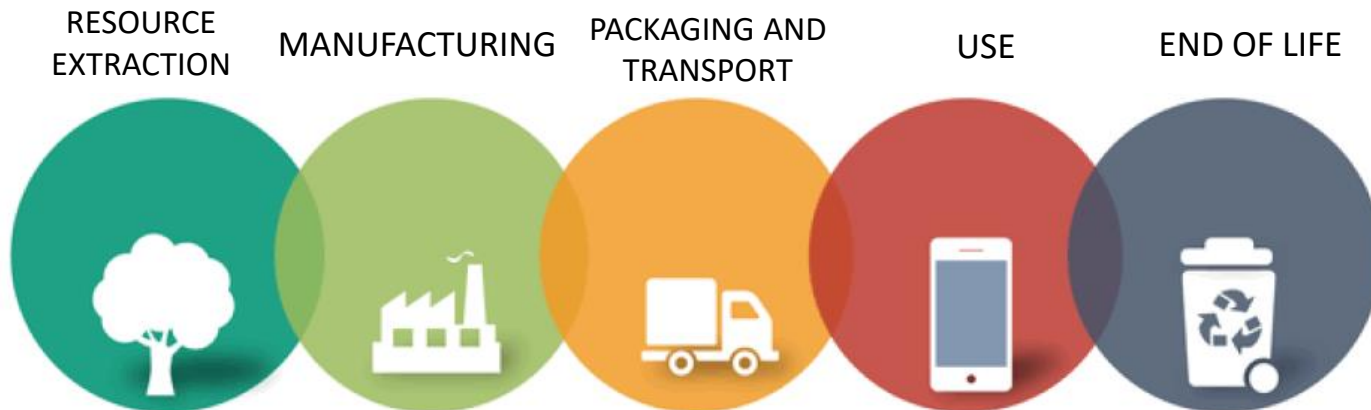 RESOURCE
EXTRACTION
MANUFACTURING
PACKAGING AND
TRANSPORT
USE
END OF LIFE